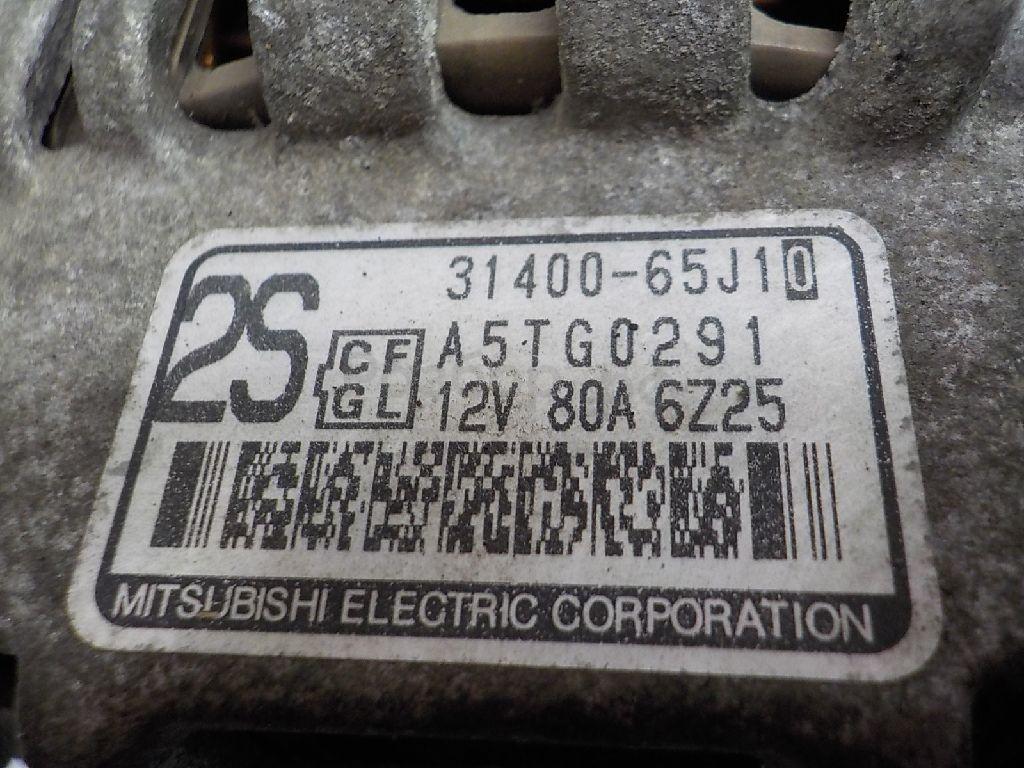 31400-65J10
2S
CF
GL
A5TG0291
12V 80A 6Z25
MITSUBISHI ELECTRIC CORPORATION